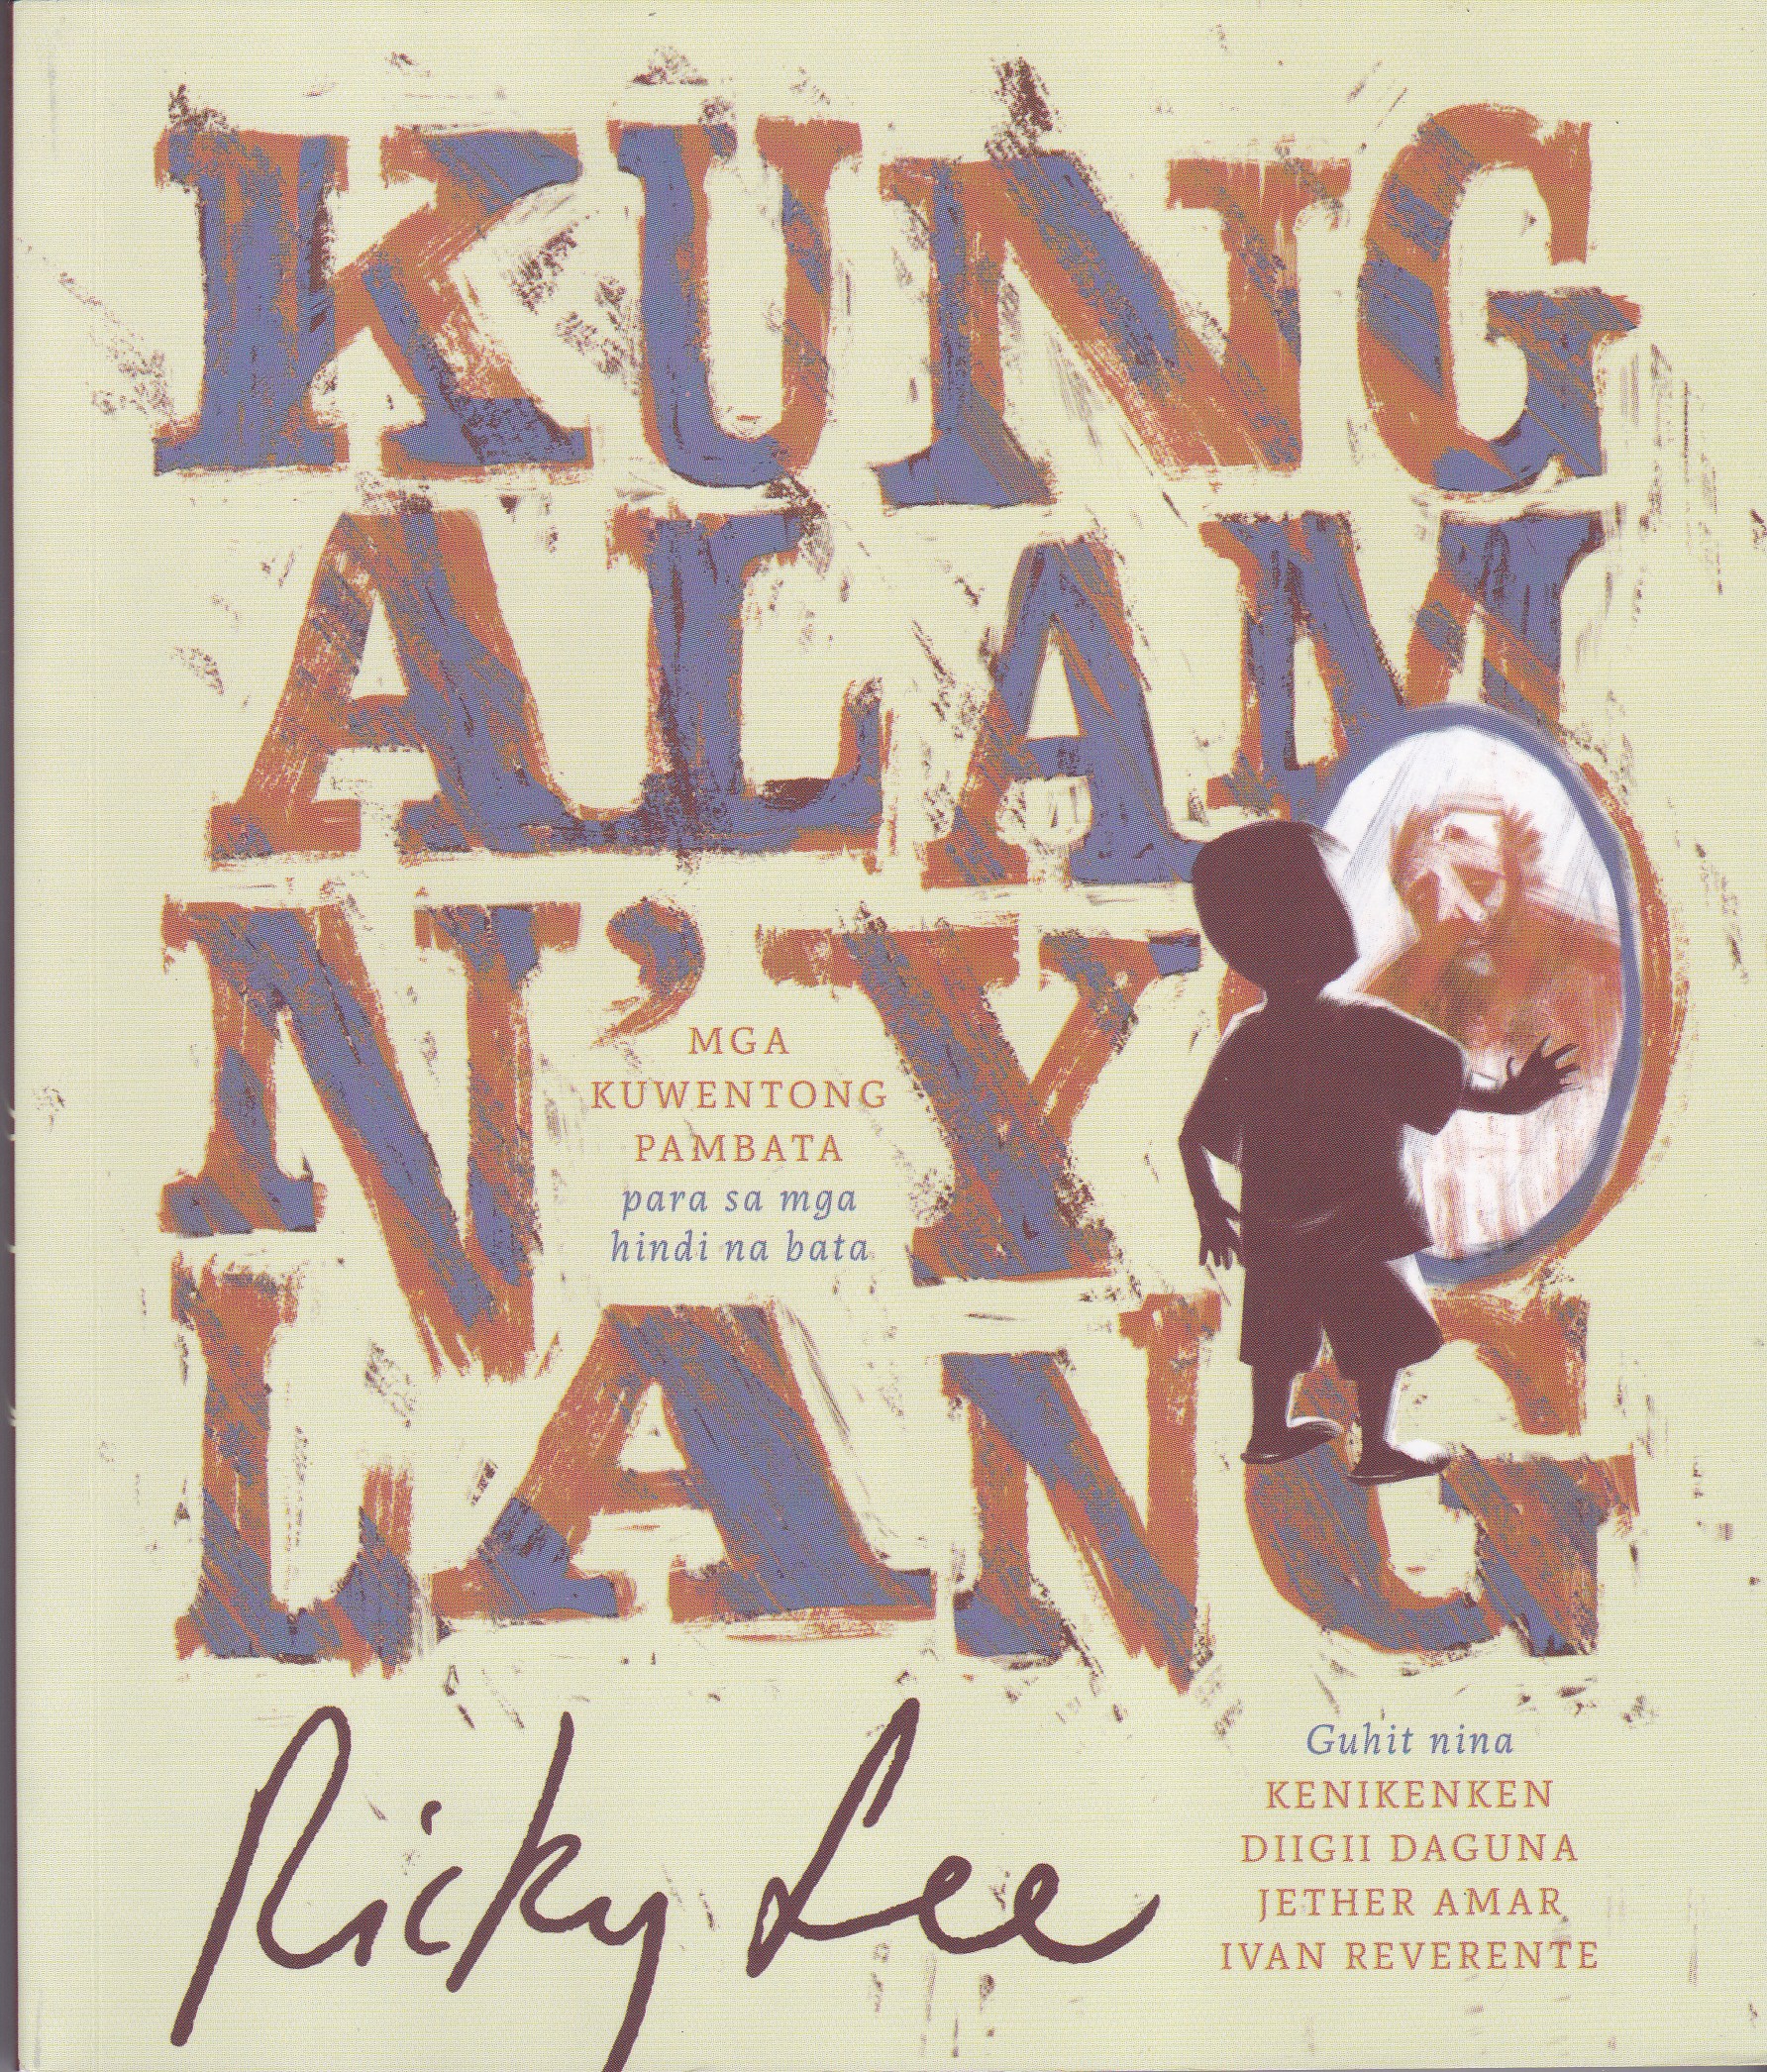 KUNG
ALAM
N'YO
LANG
MGA
KUWENTONG
PAMBATA
para sa mga
hindi na bata
Ricky Lee
Guhit nina
KENIKENKEN
DIIGII DAGUNA
JETHER AMAR
IVAN REVERENTE